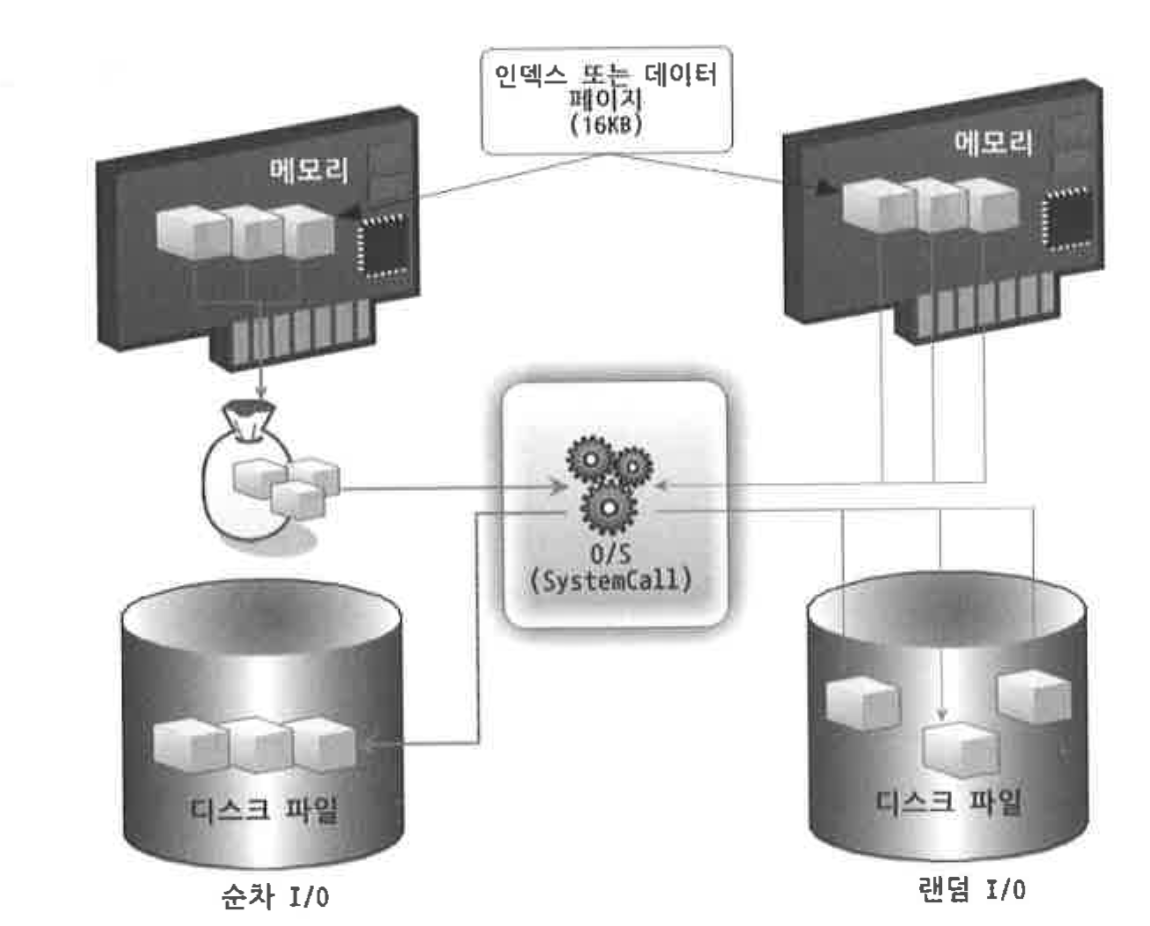 인덱스 또는 데이터
페이지
(16KB)
메모리
메모리
O/S
(SystemCall)
디스크 파일
디스크 파일
순차 I/O
랜덤 I/O